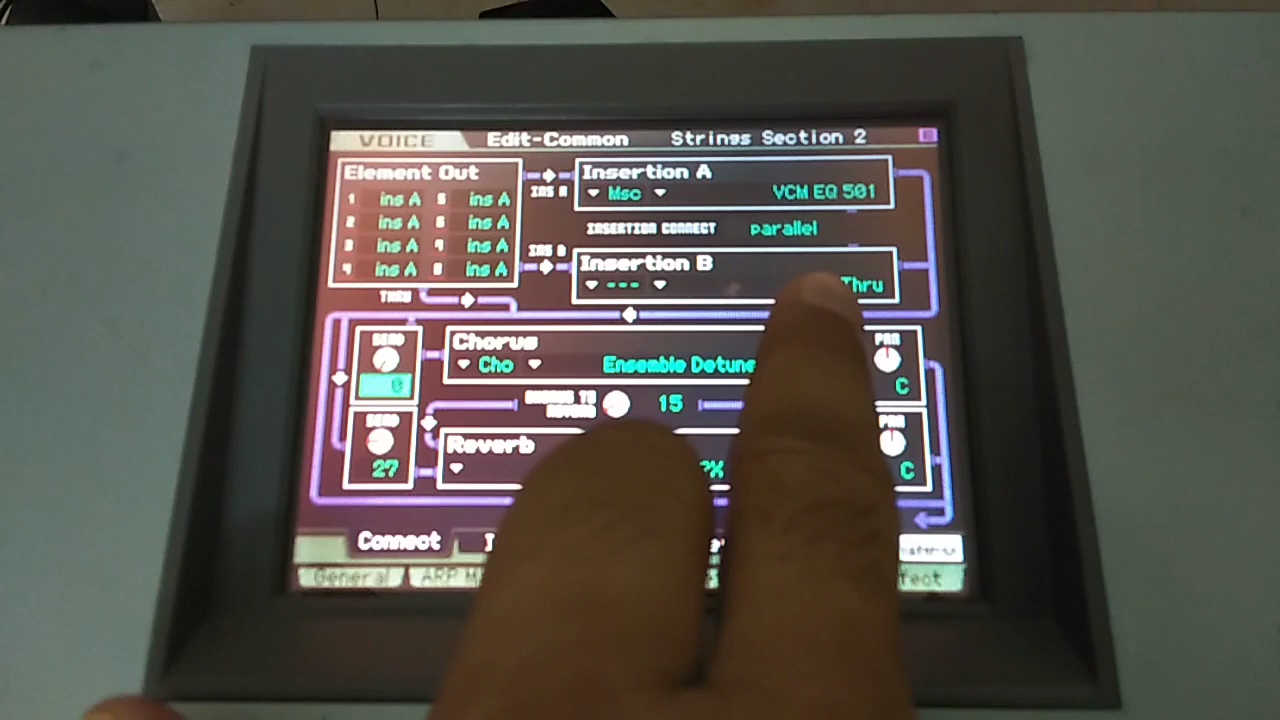 VOICE Edit-Common Strings Section 2
Element Out
1 ins A 5 ins A
2 ins A 6 ins A
3 ins A 7 ins A
4 ins A 8 ins A
THRU
INS A
INS B
Insertion A
Msc VCM EQ 501
INSERTION CONNECT parallel
Insertion B
--- Thru
SEND
0
Chorus
Cho Ensemble Detune
PAN
C
CHORUS TO
REVERB 15
SEND
27
Reverb
PAN
C
Connect
General ARP